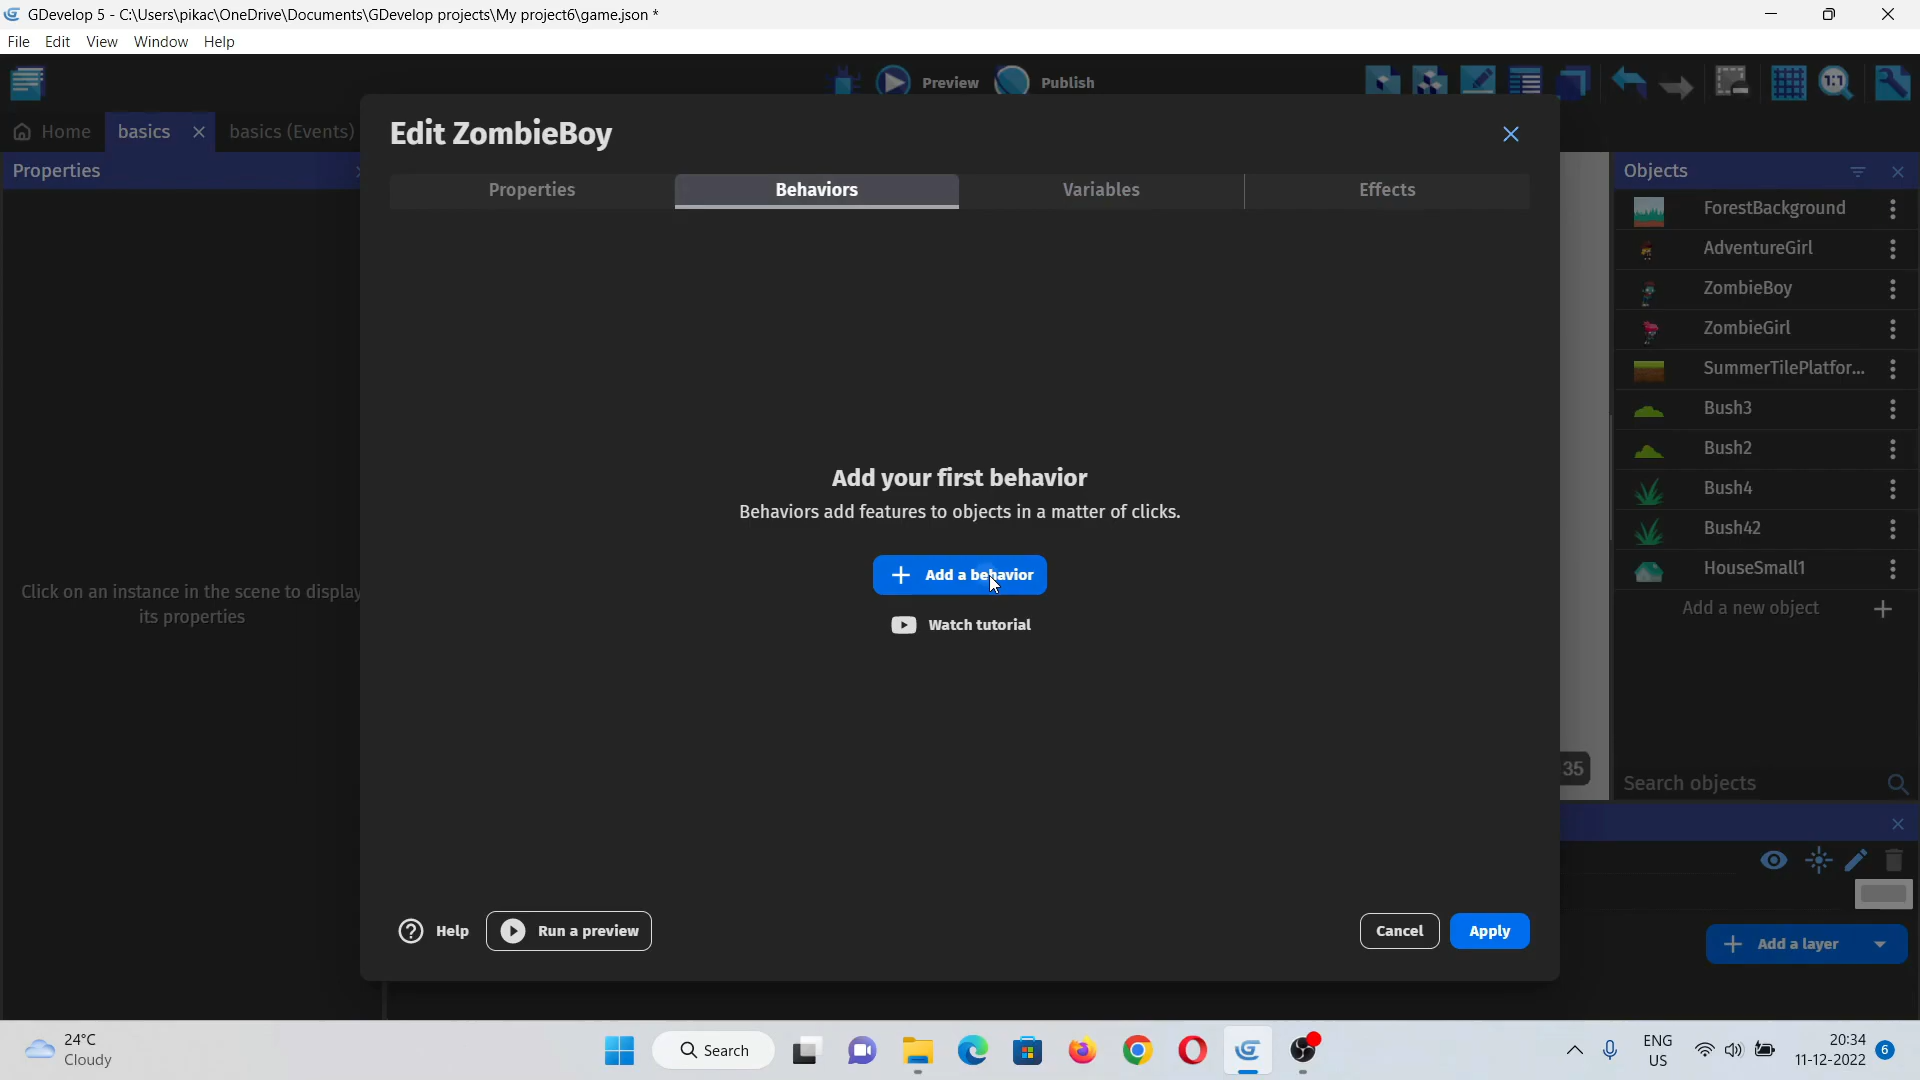 GDevelop 5 - C:\Users\pikac\OneDrive\Documents\GDevelop projects\My project6\game.json *
File Edit View Window Help
Preview Publish
Home basics basics (Events)
Properties
Click on an instance in the scene to display
its properties
Edit ZombieBoy
Properties Behaviors Variables Effects
Add your first behavior
Behaviors add features to objects in a matter of clicks.
Add a behavior
Watch tutorial
Help Run a preview Cancel Apply
1:1
Objects
ForestBackground
AdventureGirl
ZombieBoy
ZombieGirl
SummerTilePlatfor...
Bush3
Bush2
Bush4
Bush42
HouseSmall1
Add a new object
35
Search objects
Add a layer
24°C
Cloudy
Search
ENG
US
20:34
11-12-2022
6